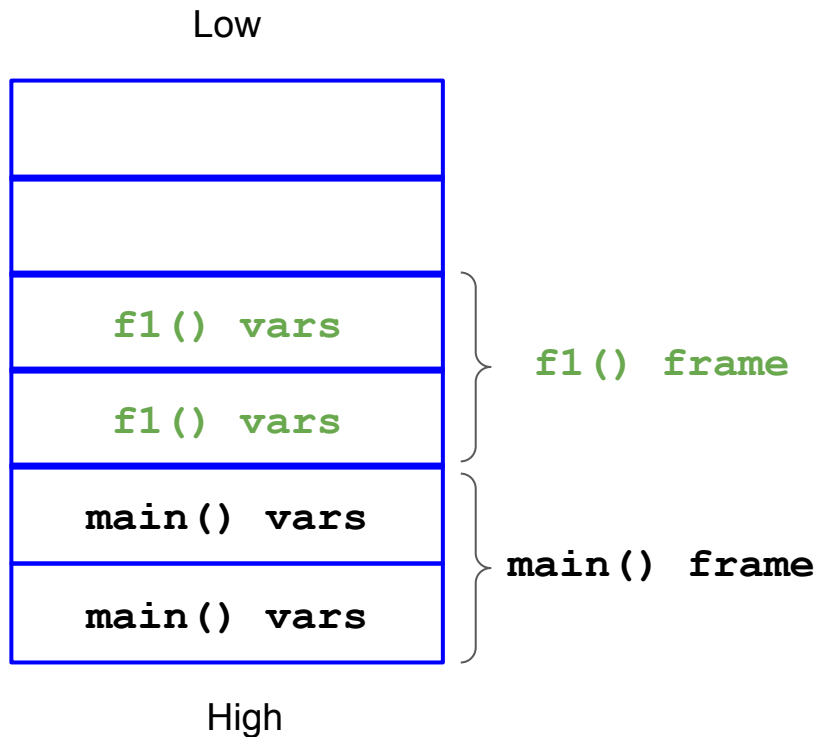 Low
f1() vars
f1() frame
f1() vars
main() vars
main() frame
main() vars
High